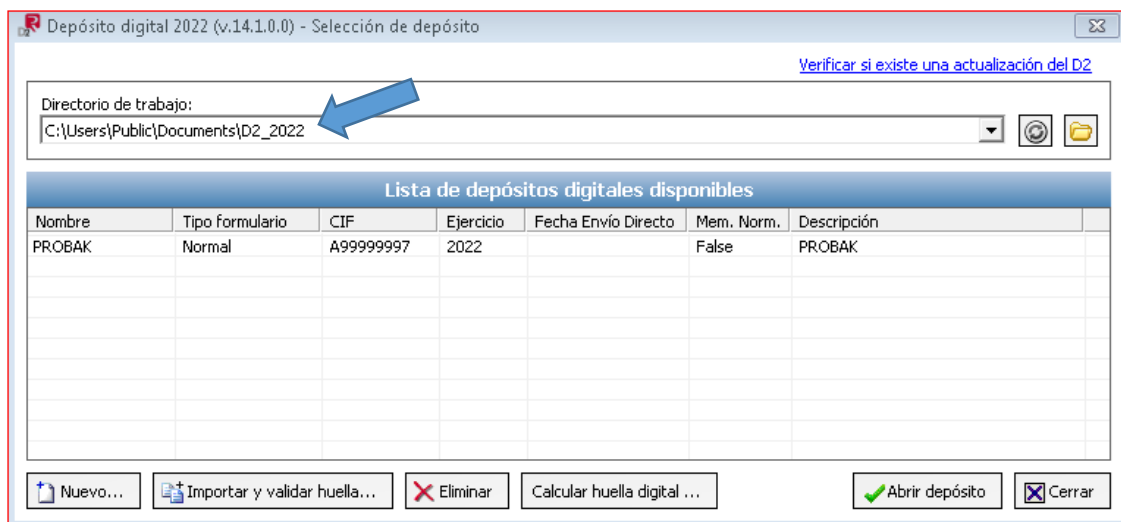 Depósito digital 2022 (v.14.1.0.0) - Selección de depósito
Verificar si existe una actualización del D2
Directorio de trabajo:
C:\Users\Public\Documents\D2_2022
Lista de depósitos digitales disponibles
Nombre Tipo formulario CIF Ejercicio Fecha Envío Directo Mem. Norm. Descripción
PROBAK Normal A99999997 2022 False PROBAK
Nuevo... Importar y validar huella... Eliminar Calcular huella digital ... Abrir depósito Cerrar